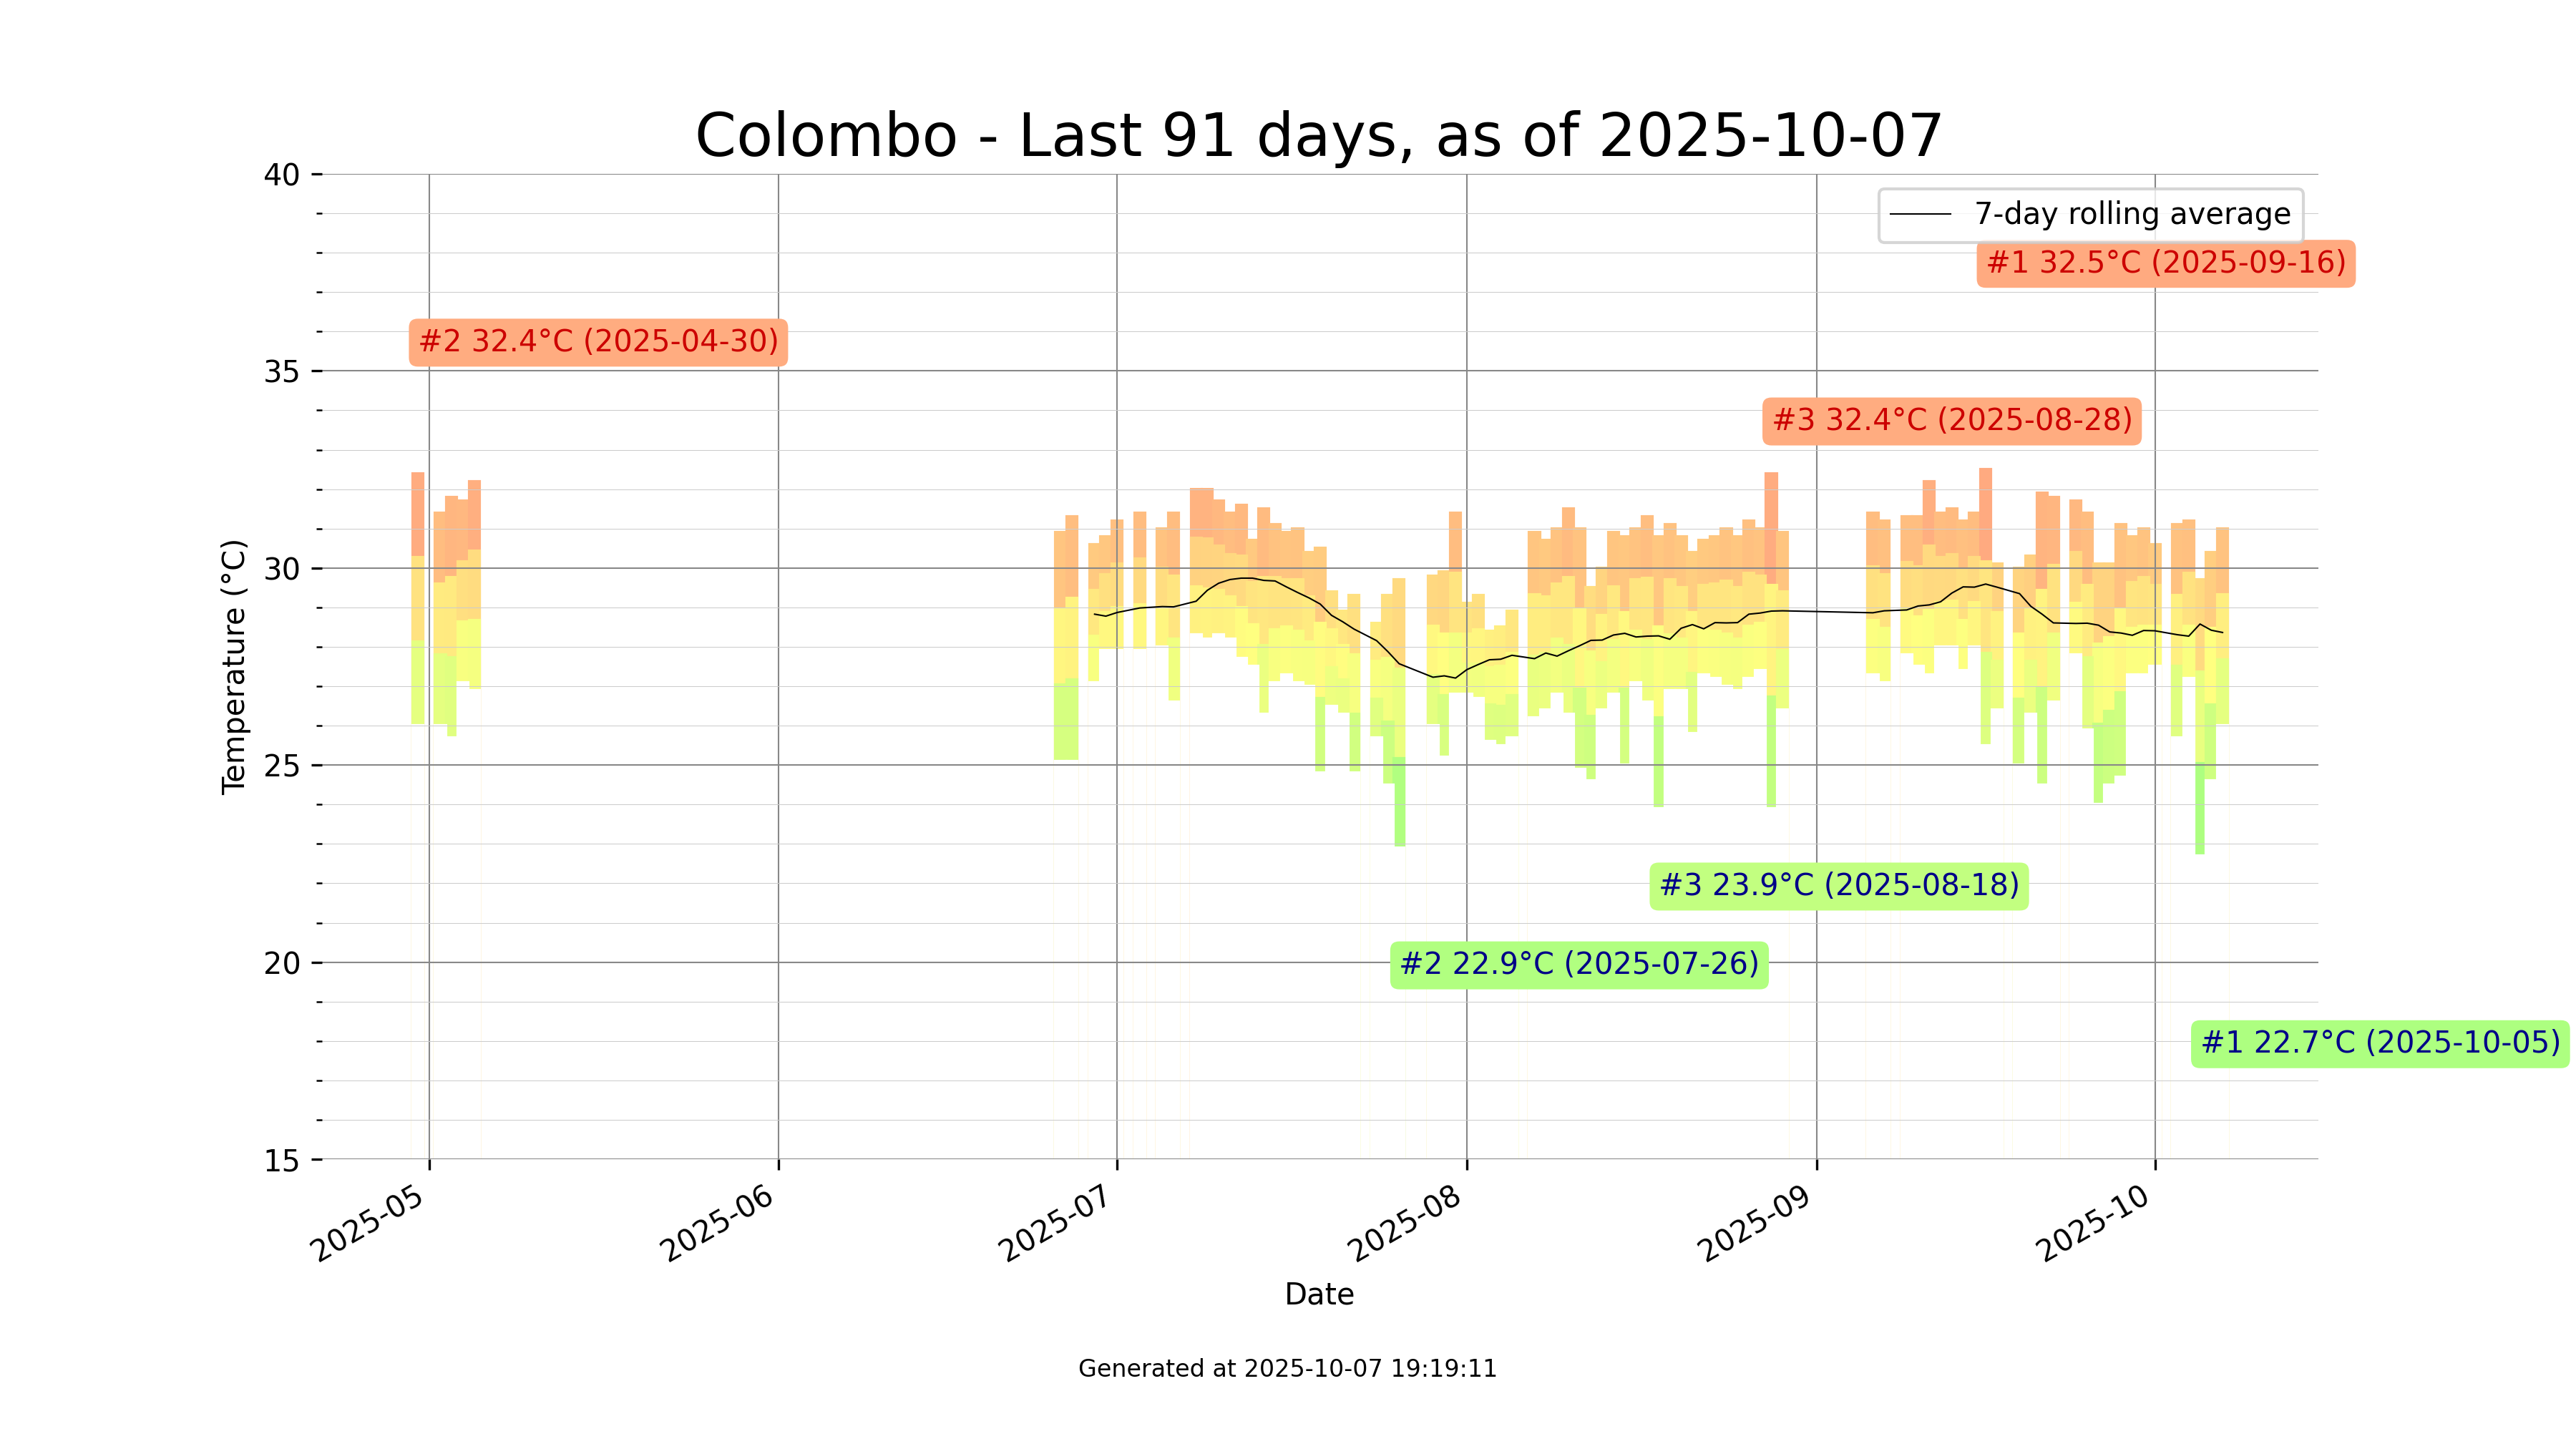 Colombo - Last 91 days, as of 2025-10-07
40
35
30
25
20
15
Temperature (°C)
7-day rolling average
#1 32.5°C (2025-09-16)
#2 32.4°C (2025-04-30)
#3 32.4°C (2025-08-28)
#3 23.9°C (2025-08-18)
#2 22.9°C (2025-07-26)
#1 22.7°C (2025-10-05)
2025-05
2025-06
2025-07
2025-08
2025-09
2025-10
Date
Generated at 2025-10-07 19:19:11